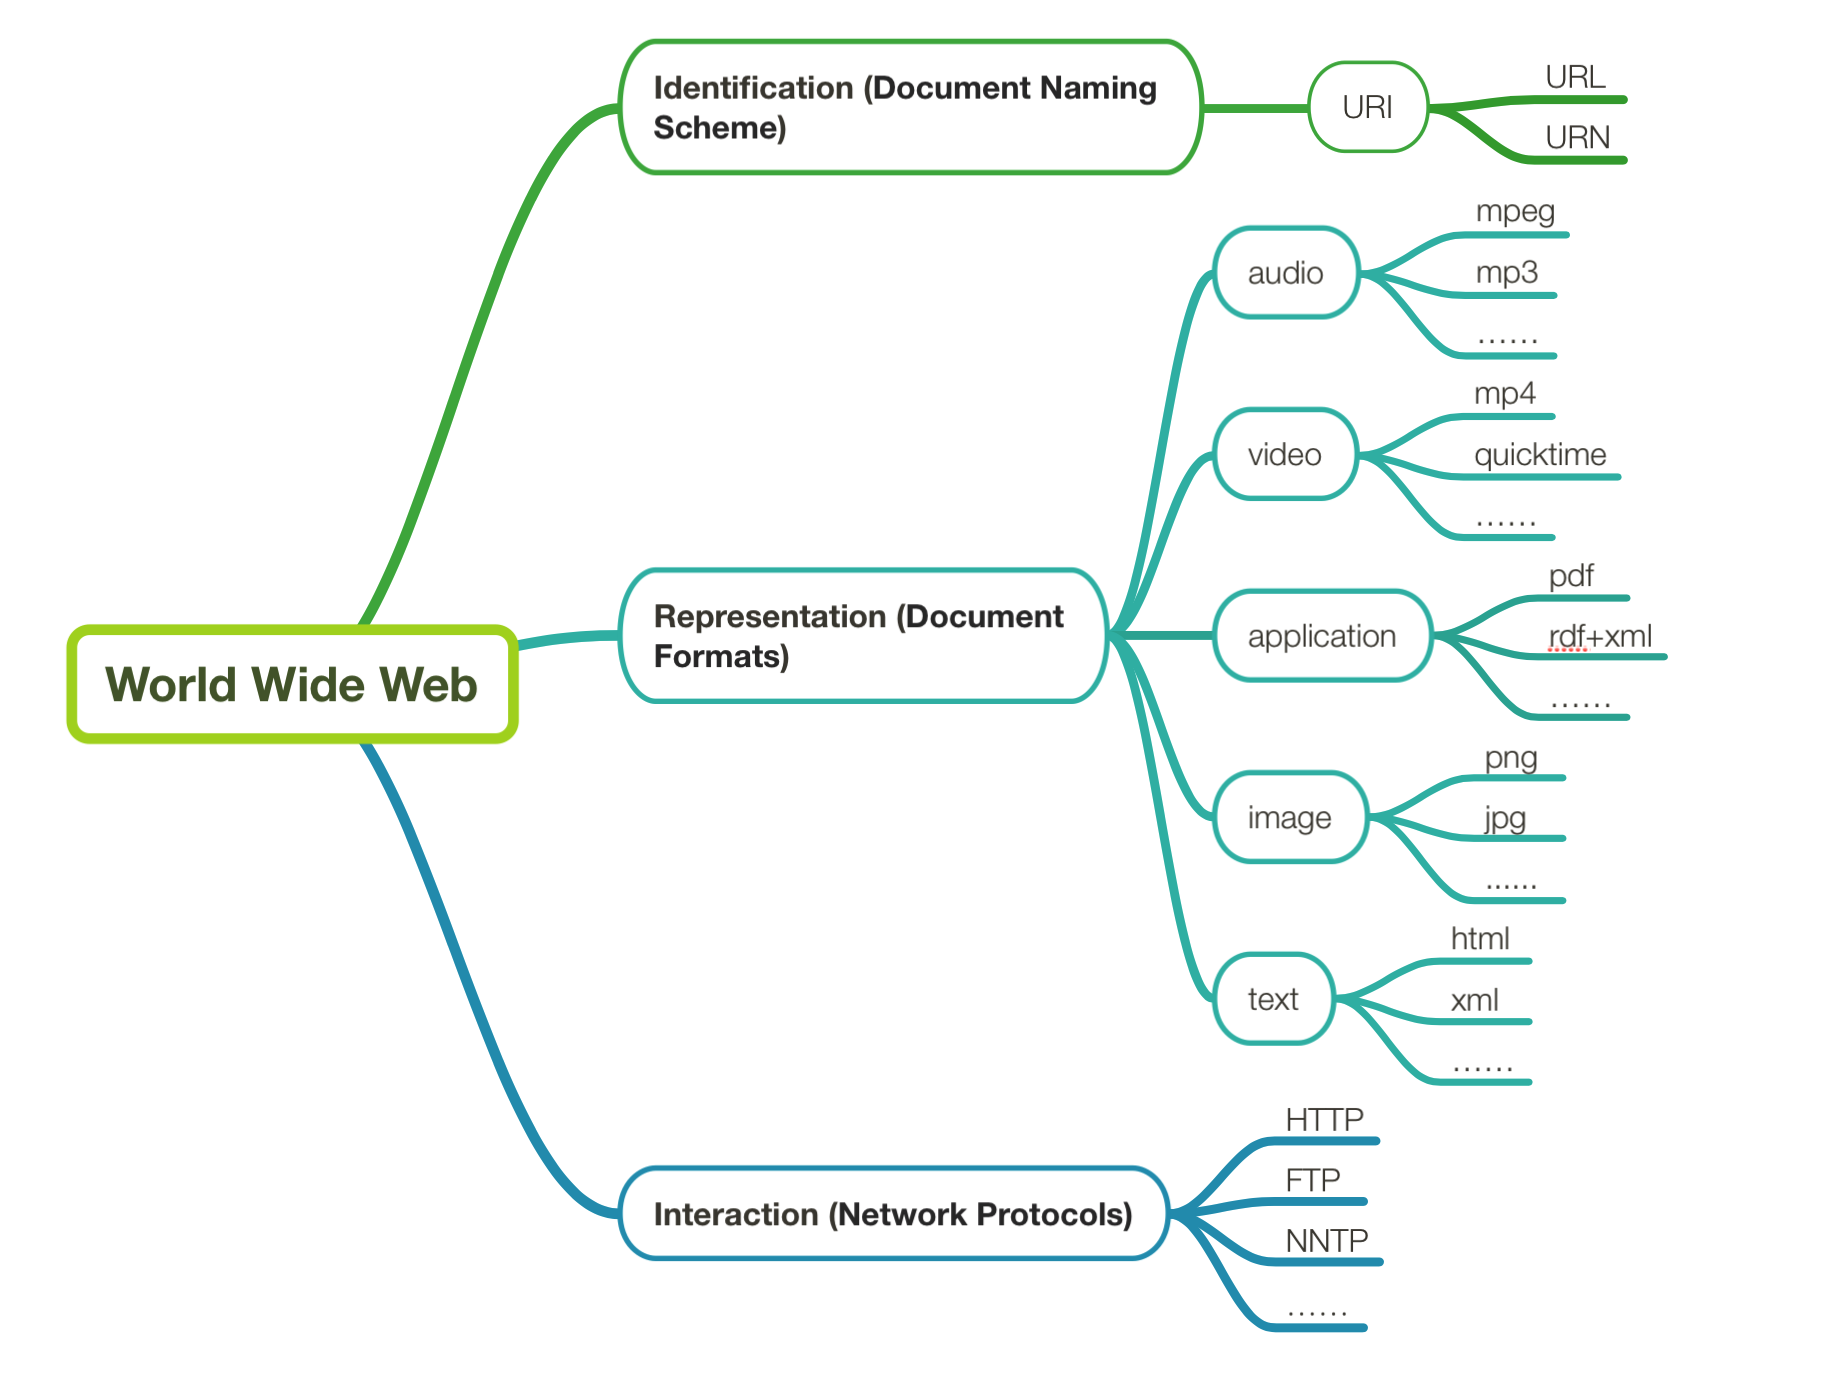 Identification (Document Naming
Scheme)
URI
URL
URN
World Wide Web
Representation (Document
Formats)
audio
mpeg
mp3
......
video
mp4
quicktime
......
application
pdf
rdf+xml
......
image
png
jpg
......
text
html
xml
......
Interaction (Network Protocols)
HTTP
FTP
NNTP
......